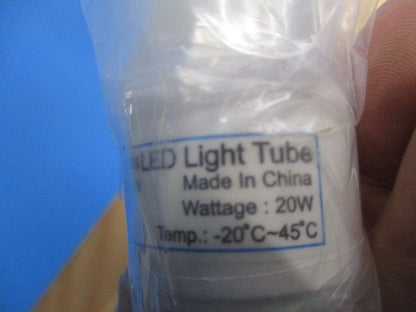 LED Light Tube
Made In China
Wattage : 20W
Temp.: -20°C~45°C